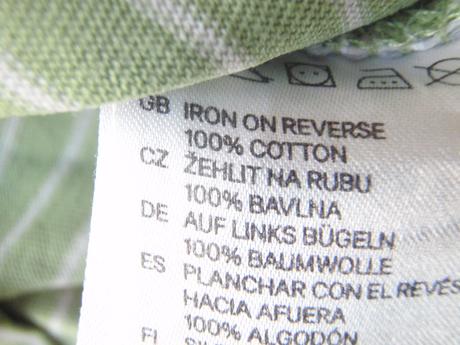 GB IRON ON REVERSE
100% COTTON
CZ ŽEHLIT NA RUBU
100% BAVLNA
DE AUF LINKS BÜGELN
100% BAUMWOLLE
ES PLANCHAR CON EL REVÉS
HACIA AFUERA
100% ALGODÓN
FI